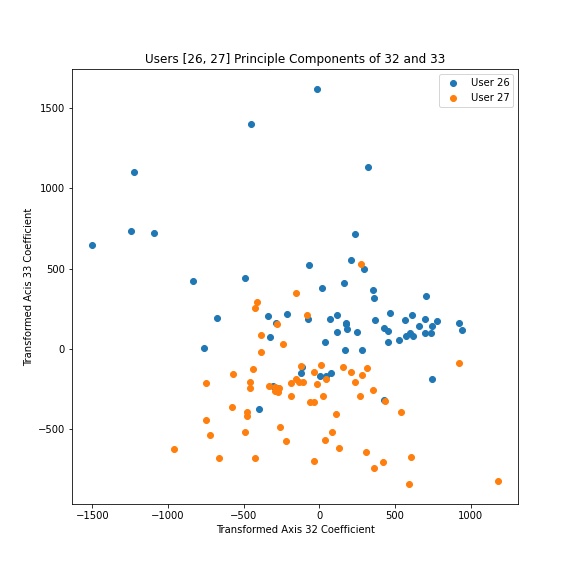 Users [26, 27] Principle Components of 32 and 33
User 26
User 27
Transformed Acis 33 Coefficient
1500
1000
500
0
−500
−1500
−1000
−500
0
500
1000
Transformed Axis 32 Coefficient